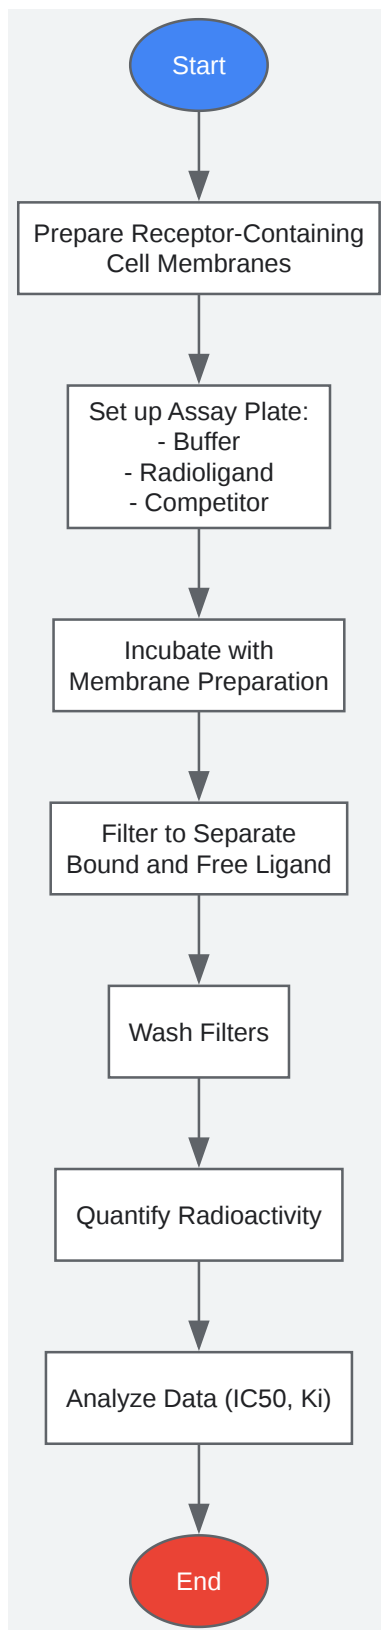 Start
Prepare Receptor-Containing
Cell Membranes
Set up Assay Plate:
- Buffer
- Radioligand
- Competitor
Incubate with
Membrane Preparation
Filter to Separate
Bound and Free Ligand
Wash Filters
Quantify Radioactivity
Analyze Data (IC50, Ki)
End